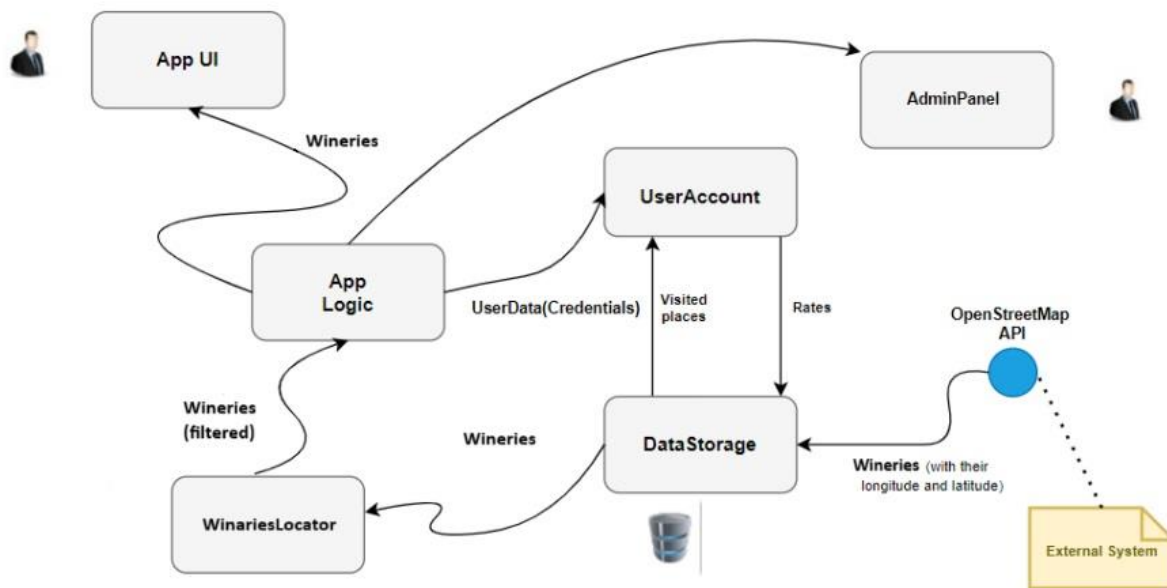 App UI
AdminPanel
Wineries
UserAccount
App
Logic
UserData(Credentials)
Visited
places
Rates
OpenStreetMap
API
Wineries
(filtered)
Wineries
DataStorage
Wineries (with their
longitude and latitude)
WinariesLocator
External System